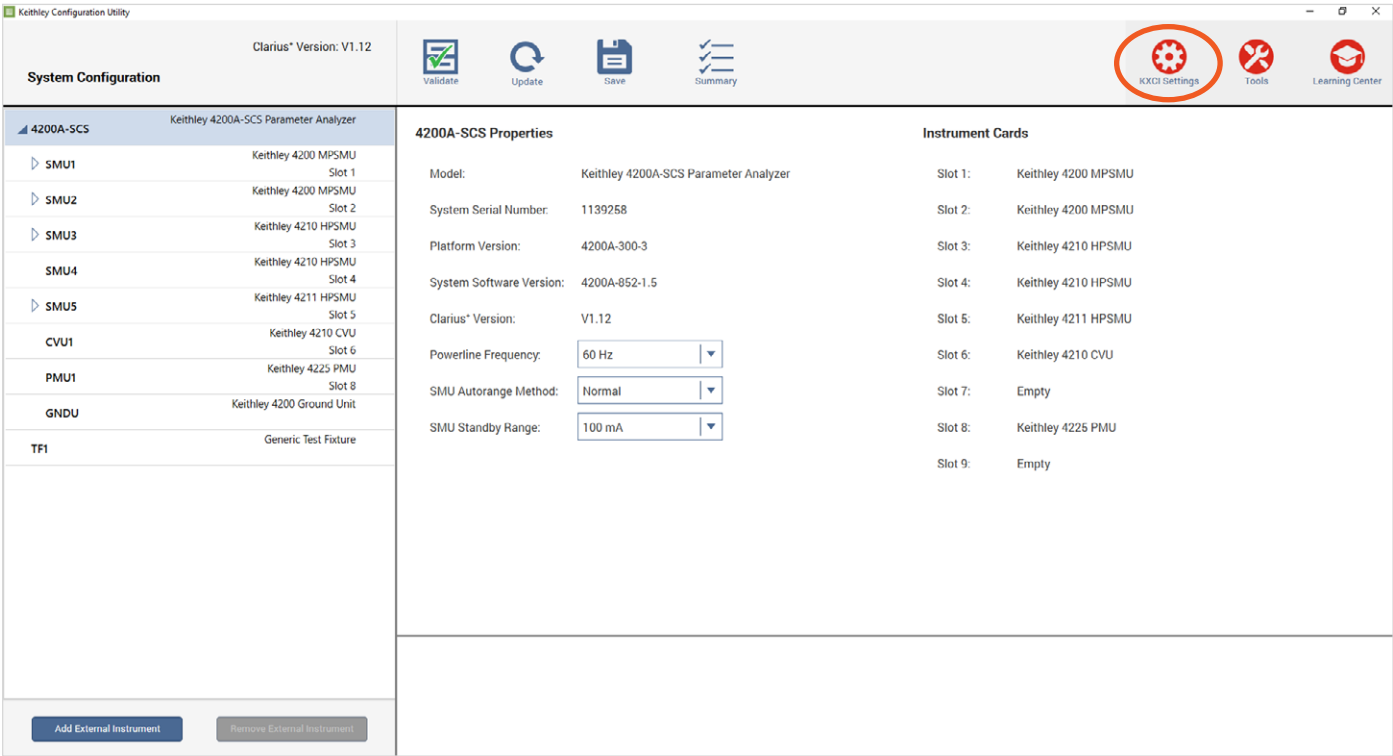 Keithley Configuration Utility
Clarius+ Version: V1.12
System Configuration
Validate
Update
Save
Summary
KXCI Settings
Tools
Learning Center
4200A-SCS Keithley 4200A-SCS Parameter Analyzer
SMU1 Keithley 4200 MPSMU
Slot 1
SMU2 Keithley 4200 MPSMU
Slot 2
SMU3 Keithley 4210 HPSMU
Slot 3
SMU4 Keithley 4210 HPSMU
Slot 4
SMU5 Keithley 4211 HPSMU
Slot 5
CVU1 Keithley 4210 CVU
Slot 6
PMU1 Keithley 4225 PMU
Slot 8
GNDU Keithley 4200 Ground Unit
TF1 Generic Test Fixture
Add External Instrument
Remove External Instrument
4200A-SCS Properties
Model: Keithley 4200A-SCS Parameter Analyzer
System Serial Number: 1139258
Platform Version: 4200A-300-3
System Software Version: 4200A-852-1.5
Clarius+ Version: V1.12
Powerline Frequency: 60 Hz
SMU Autorange Method: Normal
SMU Standby Range: 100 mA
Instrument Cards
Slot 1: Keithley 4200 MPSMU
Slot 2: Keithley 4200 MPSMU
Slot 3: Keithley 4210 HPSMU
Slot 4: Keithley 4210 HPSMU
Slot 5: Keithley 4211 HPSMU
Slot 6: Keithley 4210 CVU
Slot 7: Empty
Slot 8: Keithley 4225 PMU
Slot 9: Empty